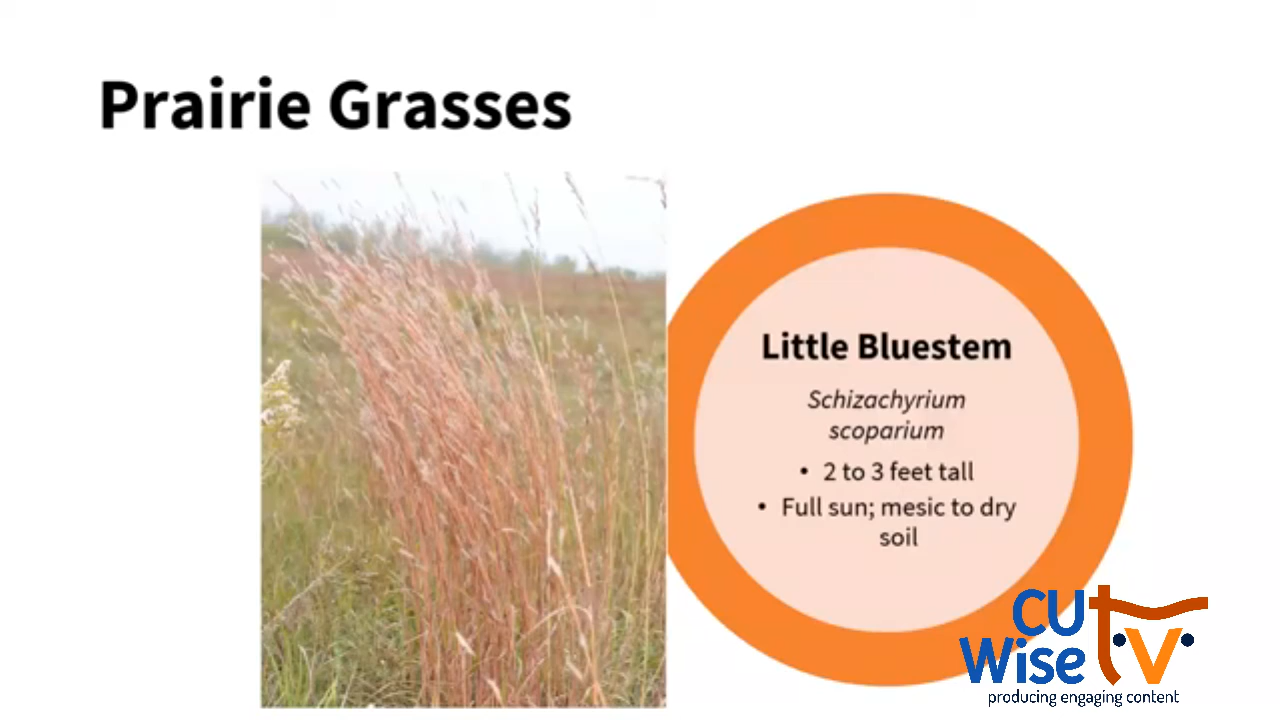 Prairie Grasses
Little Bluestem
Schizachyrium
scoparium
• 2 to 3 feet tall
• Full sun; mesic to dry
soil
CU
Wise tv
producing engaging content